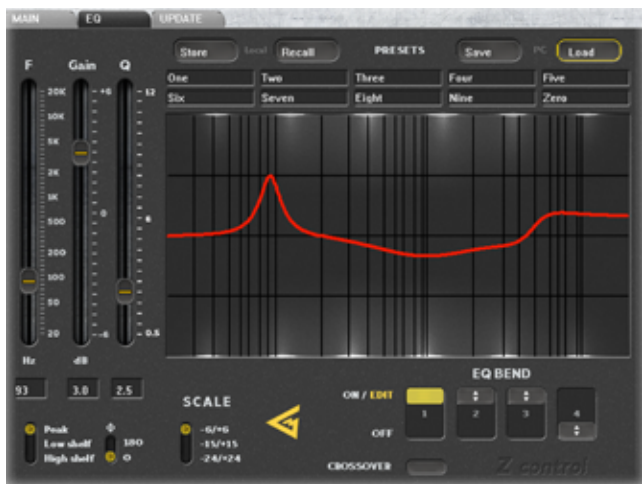 MAIN EQ UPDATE
Store Local Recall PRESETS Save PC Load
F Gain Q
One Two Three Four Five
Six Seven Eight Nine Zero
20K +6 12
10K
5K
2K
1K 0 6
500
200
100
50
20 -6 0.5
Hz dB
93 3.0 2.5
EQ BEND
SCALE
ON / EDIT 1 2 3 4
OFF
Peak
Low shelf 180
High shelf 0
-6/+6
-15/+15
-24/+24
CROSSOVER
Z control